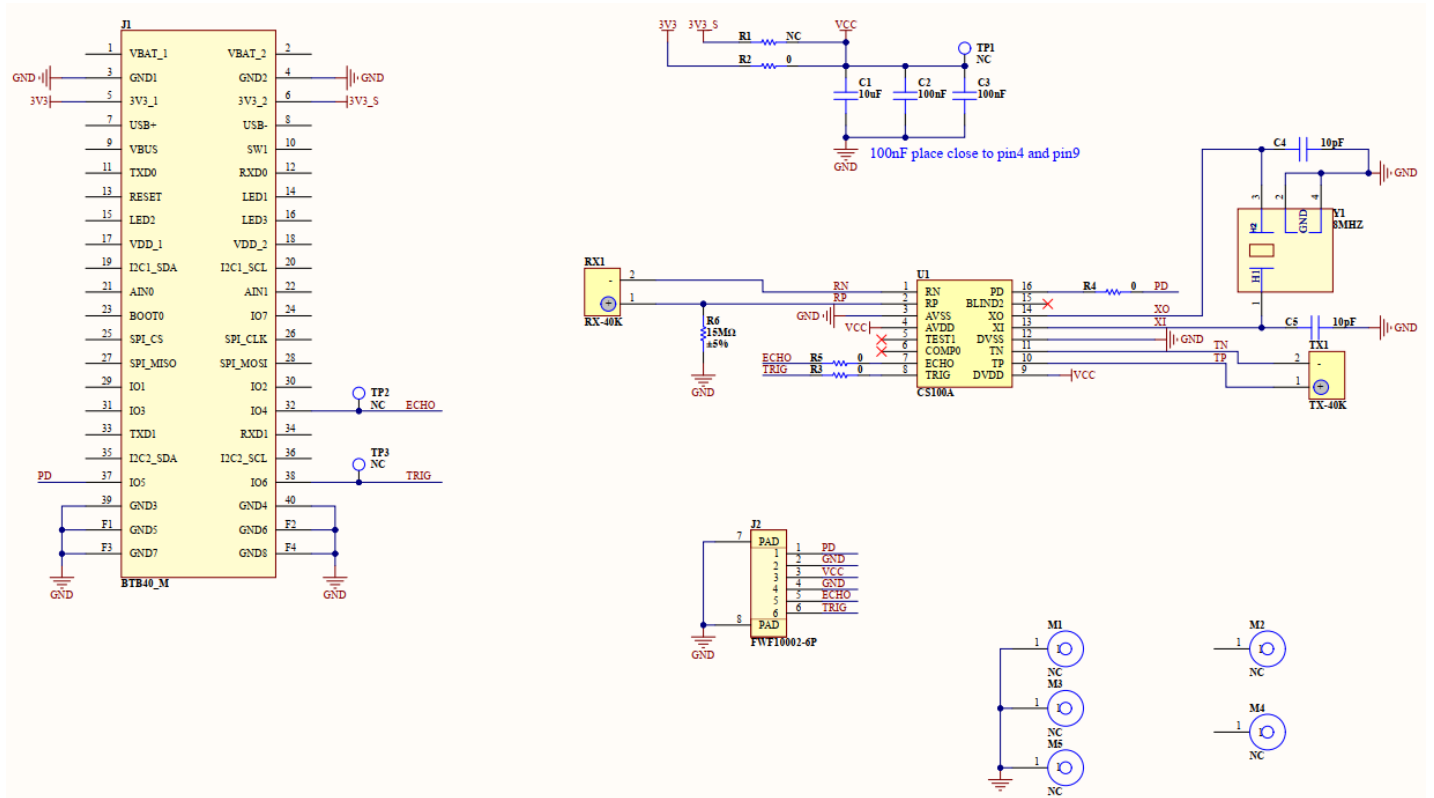 J1
1 VBAT_1 VBAT_2 2
GND 3 GND1 GND2 4 GND
3V3 5 3V3_1 3V3_2 6 3V3_S
7 USB+ USB- 8
9 VBUS SW1 10
11 TXD0 RXD0 12
13 RESET LED1 14
15 LED2 LED3 16
17 VDD_1 VDD_2 18
19 I2C1_SDA I2C1_SCL 20
21 AIN0 AIN1 22
23 BOOT0 IO7 24
25 SPI_CS SPI_CLK 26
27 SPI_MISO SPI_MOSI 28
29 IO1 IO2 30
31 IO3 IO4 32 ECHO
TP2
NC
33 TXD1 RXD1 34
35 I2C2_SDA I2C2_SCL 36
TP3
NC
PD 37 IO5 IO6 38 TRIG
39 GND3 GND4 40
F1 GND5 GND6 F2
F3 GND7 GND8 F4
BTB40_M
GND GND
3V3 3V3_S VCC
R1 NC
R2 0
TP1
NC
C1
10uF
C2
100nF
C3
100nF
GND
100nF place close to pin4 and pin9
C4 10pF
GND
3 2 4
Y1
8MHZ
H2 GND
H1
1
C5 10pF
GND
RX1
- 2
+ 1
RX-40K
R6
15MΩ
±5%
GND
U1
RN 1 RN PD 16 R4 0 PD
RP 2 RP BLIND2 15
GND 3 AVSS XO 14 XO
VCC 4 AVDD XI 13 XI
5 TEST1 DVSS 12 GND
6 COMP0 TN 11 TN
ECHO R5 0 7 ECHO TP 10 TP
TRIG R3 0 8 TRIG DVDD 9 VCC
CS100A
TX1
2 -
1 +
TX-40K
J2
7 PAD
1 1 PD
2 2 GND
3 3 VCC
4 4 GND
5 5 ECHO
6 6 TRIG
8 PAD
FWF10002-6P
GND
M1
1 1
NC
M2
1 1
NC
M3
1 1
NC
M4
1 1
NC
M5
1 1
NC